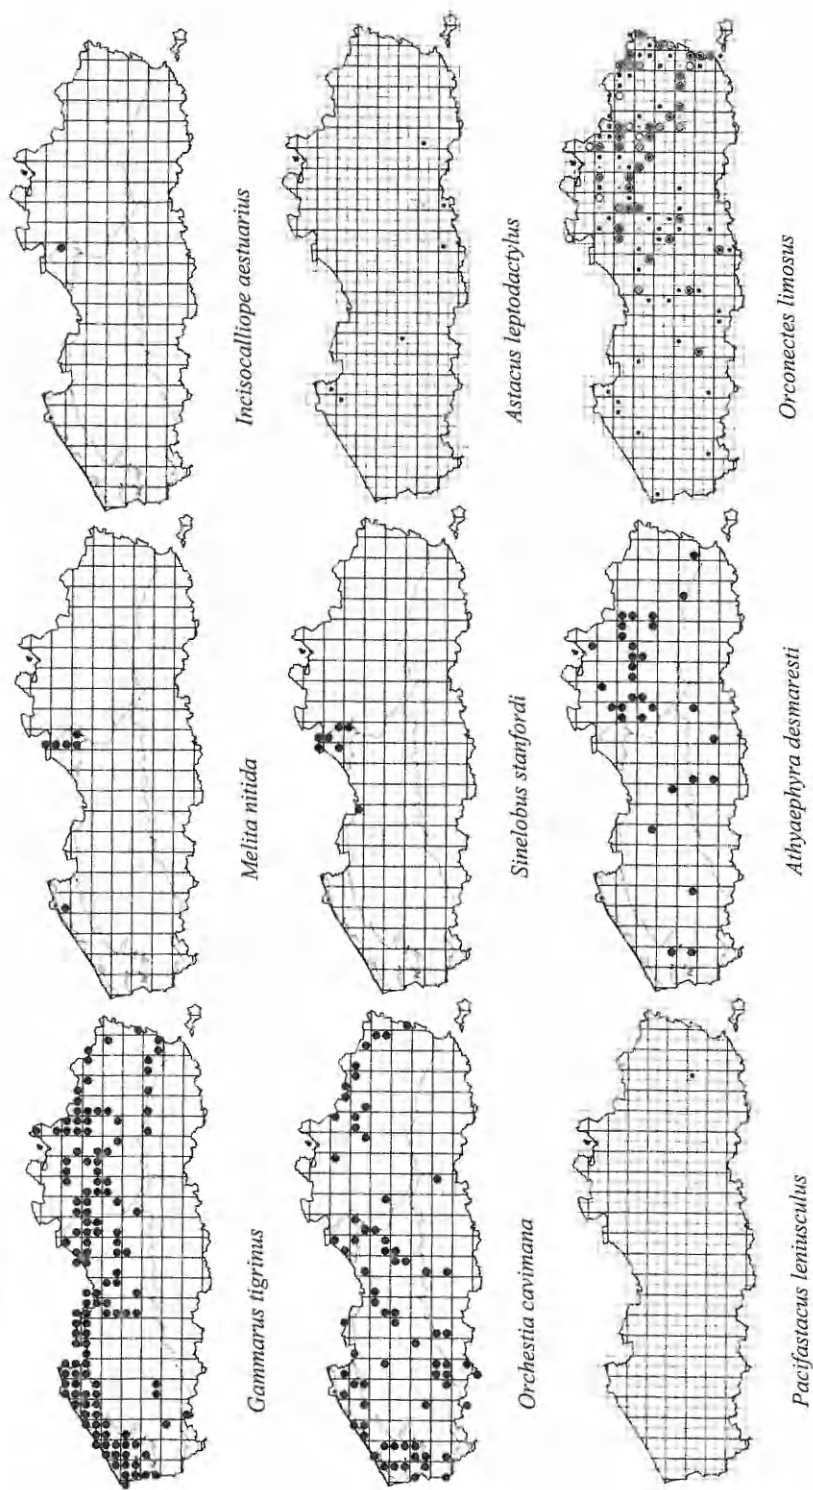 Gammarus tigrinus
Melita nitida
Incisocalliope aestuarius
Orchestia cavimana
Sinelobus stanfordi
Astacus leptodactylus
Pacifastacus leniusculus
Athyaephyra desmaresti
Orconectes limosus